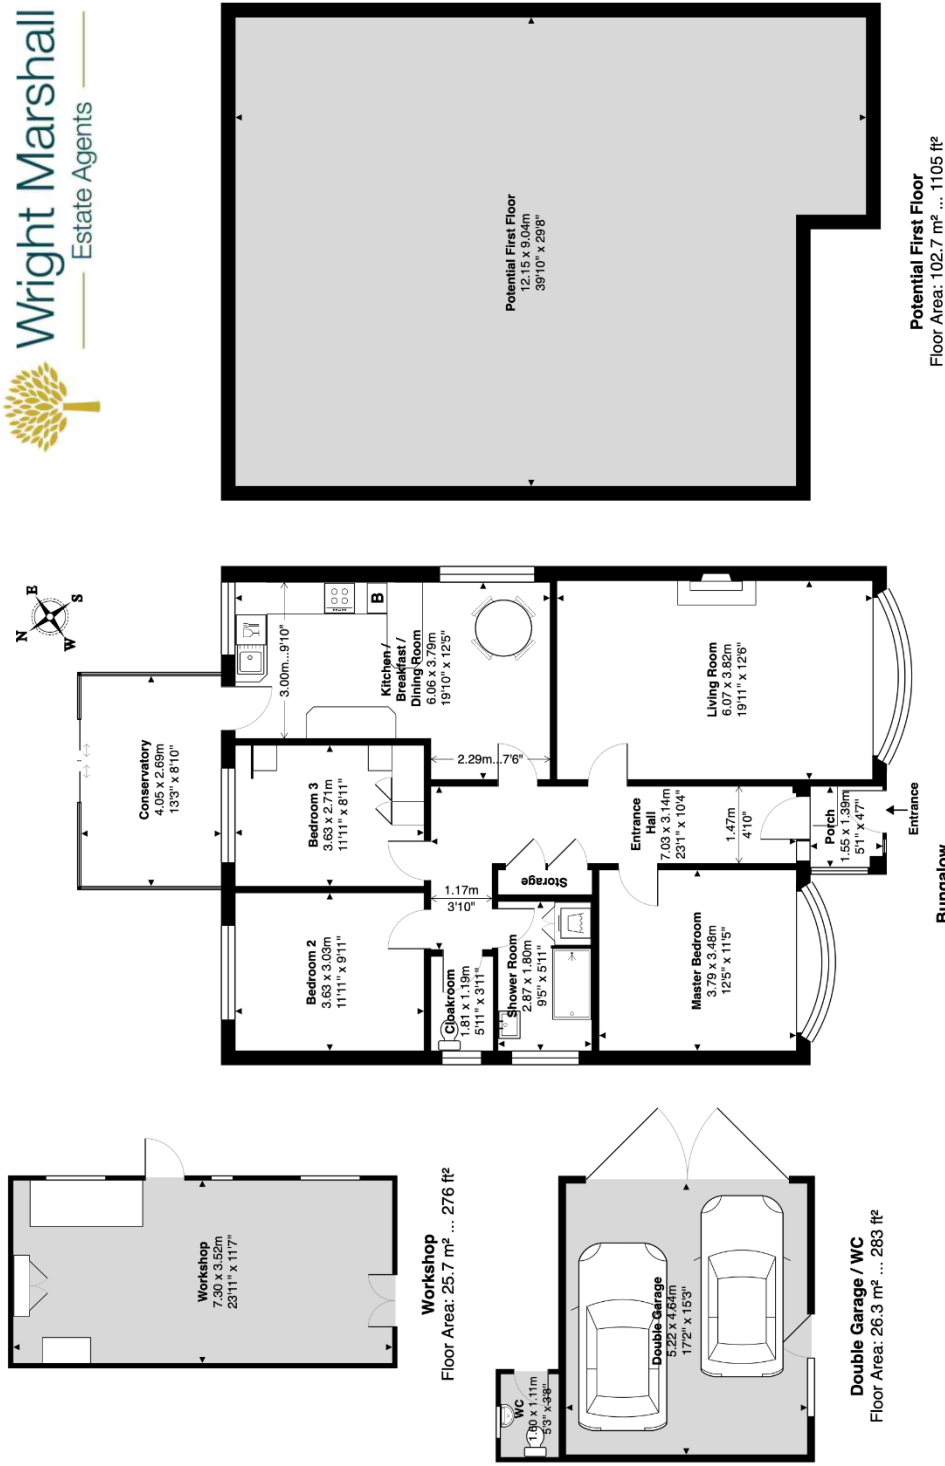 Wright Marshall
Estate Agents
Workshop
7.30 x 3.52m
23'11" x 11'7"
Workshop
Floor Area: 25.7 m² ... 276 ft²
WC
1.60 x 1.11m
5'3" x 3'8"
Double Garage
5.22 x 4.64m
17'2" x 15'3"
Double Garage / WC
Floor Area: 26.3 m² ... 283 ft²
N
E
S
W
Conservatory
4.05 x 2.69m
13'3" x 8'10"
Bedroom 2
3.63 x 3.03m
11'11" x 9'11"
Bedroom 3
3.63 x 2.71m
11'11" x 8'11"
3.00m...9'10"
B
Kitchen /
Breakfast /
Dining Room
6.06 x 3.79m
19'10" x 12'5"
2.29m...7'6"
1.17m
3'10"
Cloakroom
1.81 x 1.19m
5'11" x 3'11"
Shower Room
2.87 x 1.80m
9'5" x 5'11"
Storage
Entrance
Hall
7.03 x 3.14m
23'1" x 10'4"
1.47m
4'10"
Master Bedroom
3.79 x 3.48m
12'5" x 11'5"
Living Room
6.07 x 3.82m
19'11" x 12'6"
Porch
1.55 x 1.39m
5'1" x 4'7"
Entrance
Bungalow
Potential First Floor
12.15 x 9.04m
39'10" x 29'8"
Potential First Floor
Floor Area: 102.7 m² ... 1105 ft²